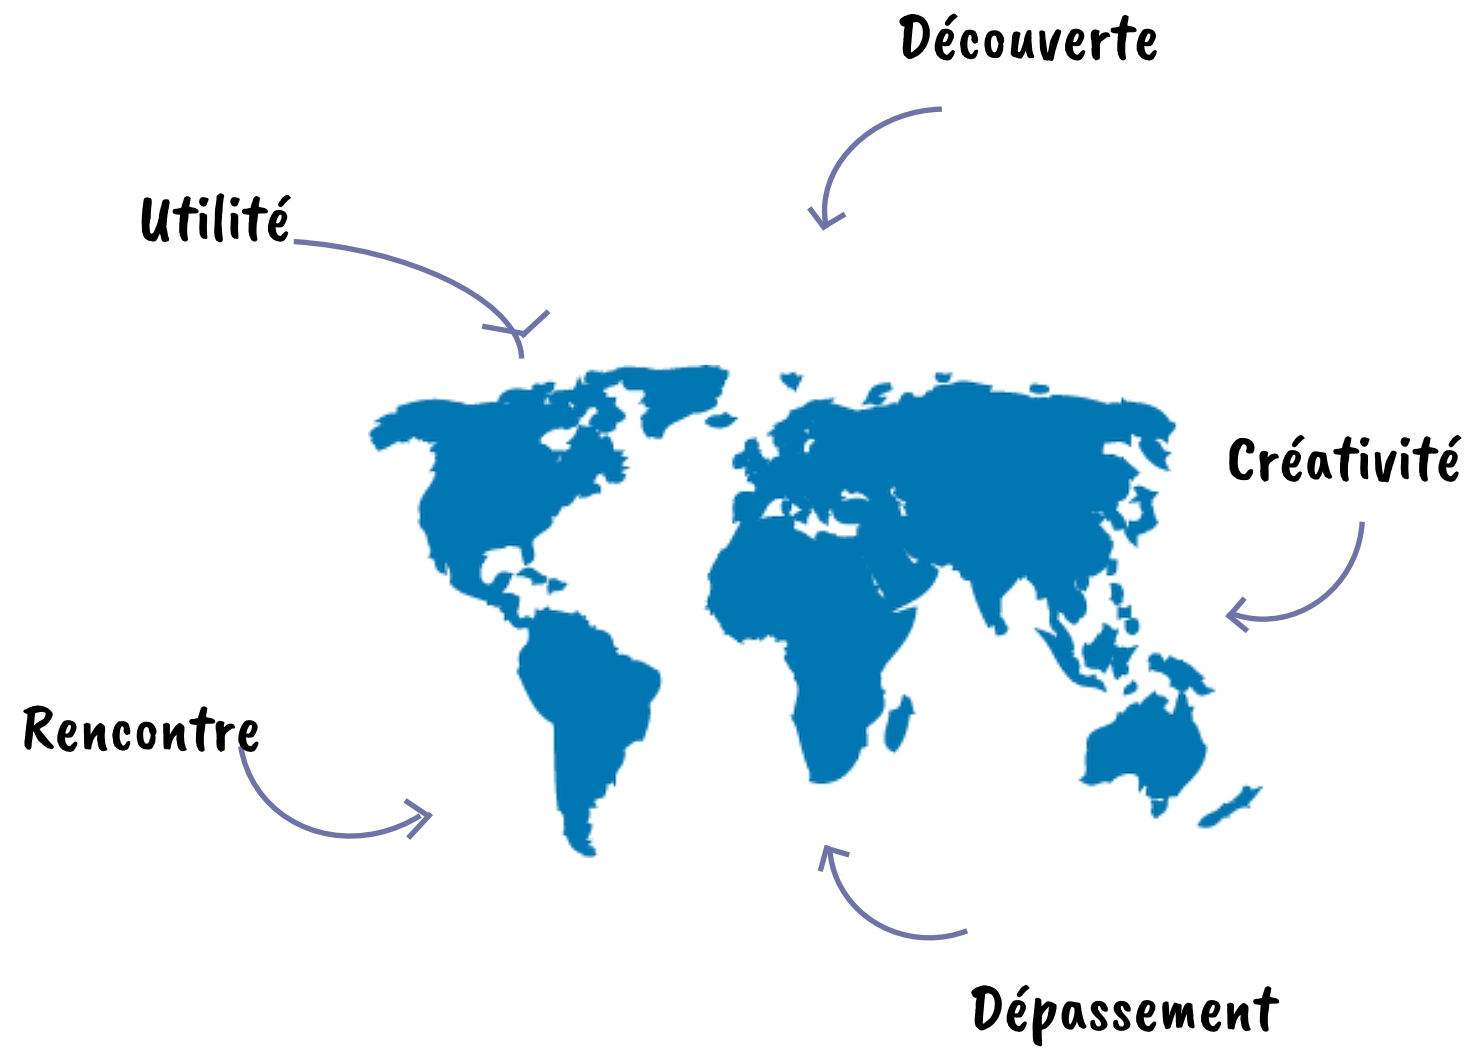 Découverte
Utilité
Créativité
Rencontre
Dépassement